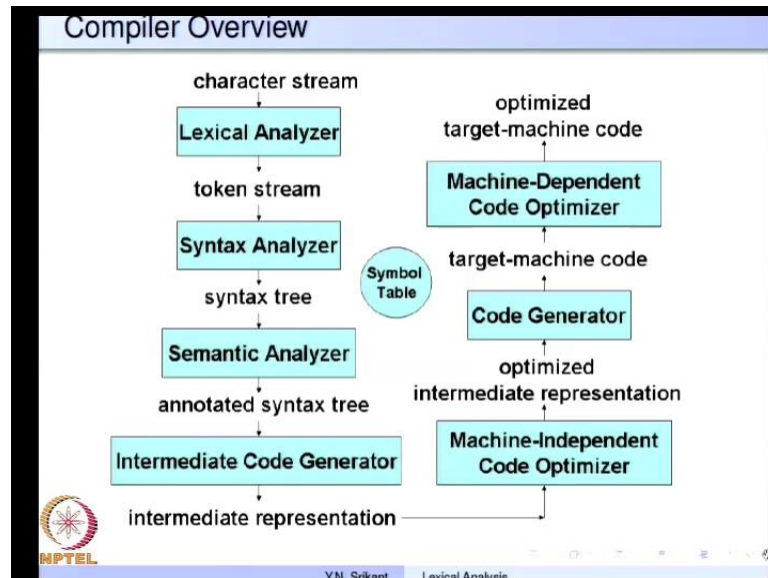 Compiler Overview
character stream
Lexical Analyzer
token stream
Syntax Analyzer
syntax tree
Semantic Analyzer
annotated syntax tree
Intermediate Code Generator
intermediate representation
Symbol
Table
optimized
target-machine code
Machine-Dependent
Code Optimizer
target-machine code
Code Generator
optimized
intermediate representation
Machine-Independent
Code Optimizer
NPTEL
Y.N. Srikant Lexical Analysis